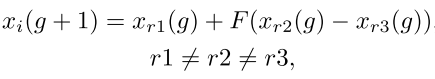 x_i(g + 1) = x_{r1}(g) + F(x_{r2}(g) − x_{r3}(g)).
r1 ≠ r2 ≠ r3,